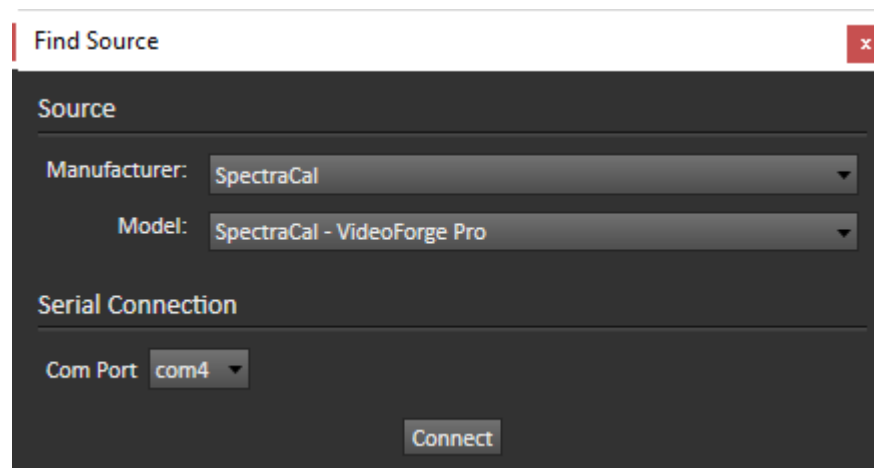 Find Source
x
Source
Manufacturer: SpectraCal
Model: SpectraCal - VideoForge Pro
Serial Connection
Com Port com4
Connect